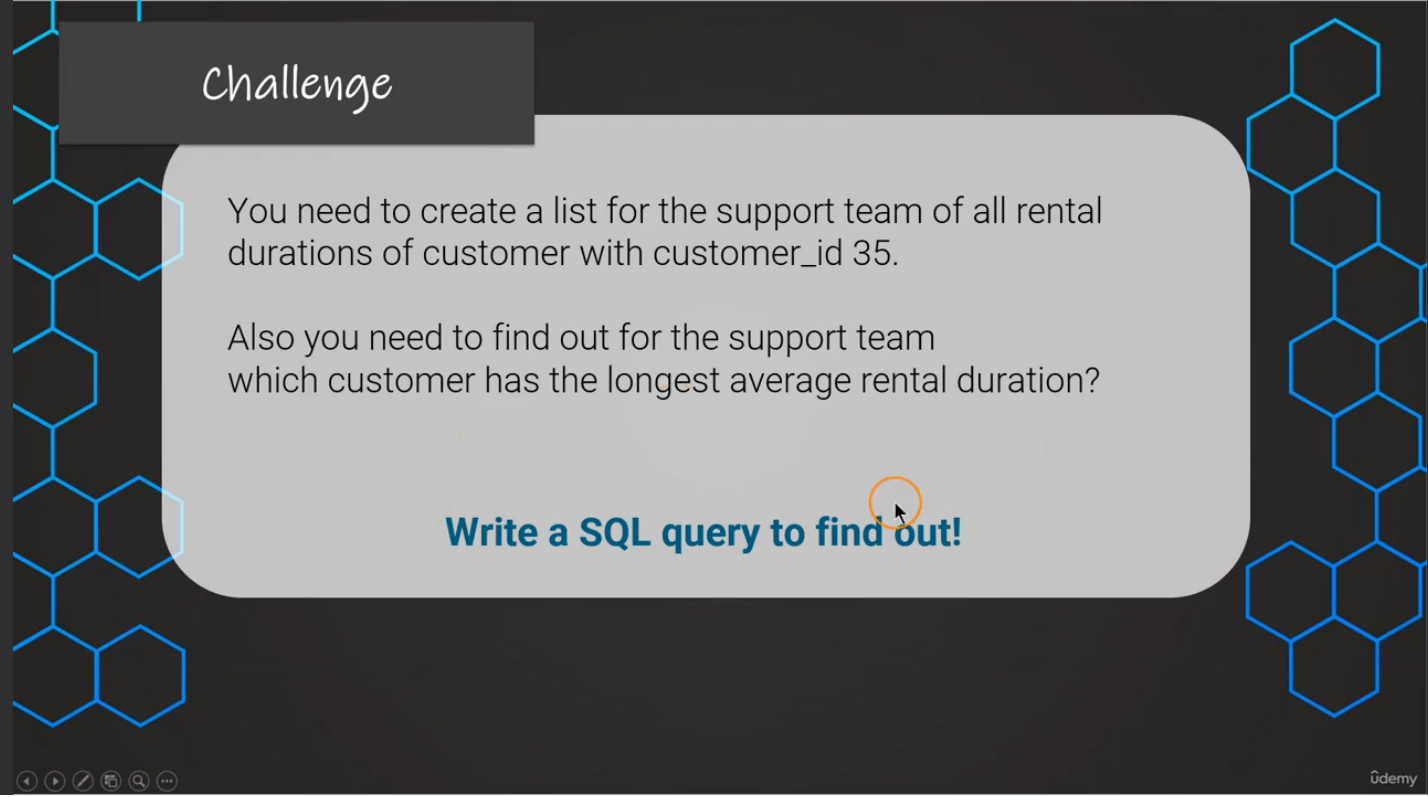 Challenge
You need to create a list for the support team of all rental
durations of customer with customer_id 35.
Also you need to find out for the support team
which customer has the longest average rental duration?
Write a SQL query to find out!
ûdemy